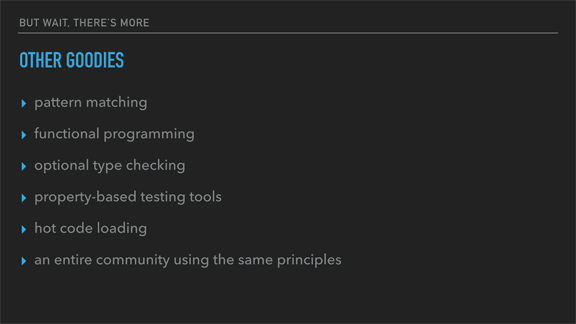 BUT WAIT, THERE'S MORE
OTHER GOODIES
▸ pattern matching
▸ functional programming
▸ optional type checking
▸ property-based testing tools
▸ hot code loading
▸ an entire community using the same principles